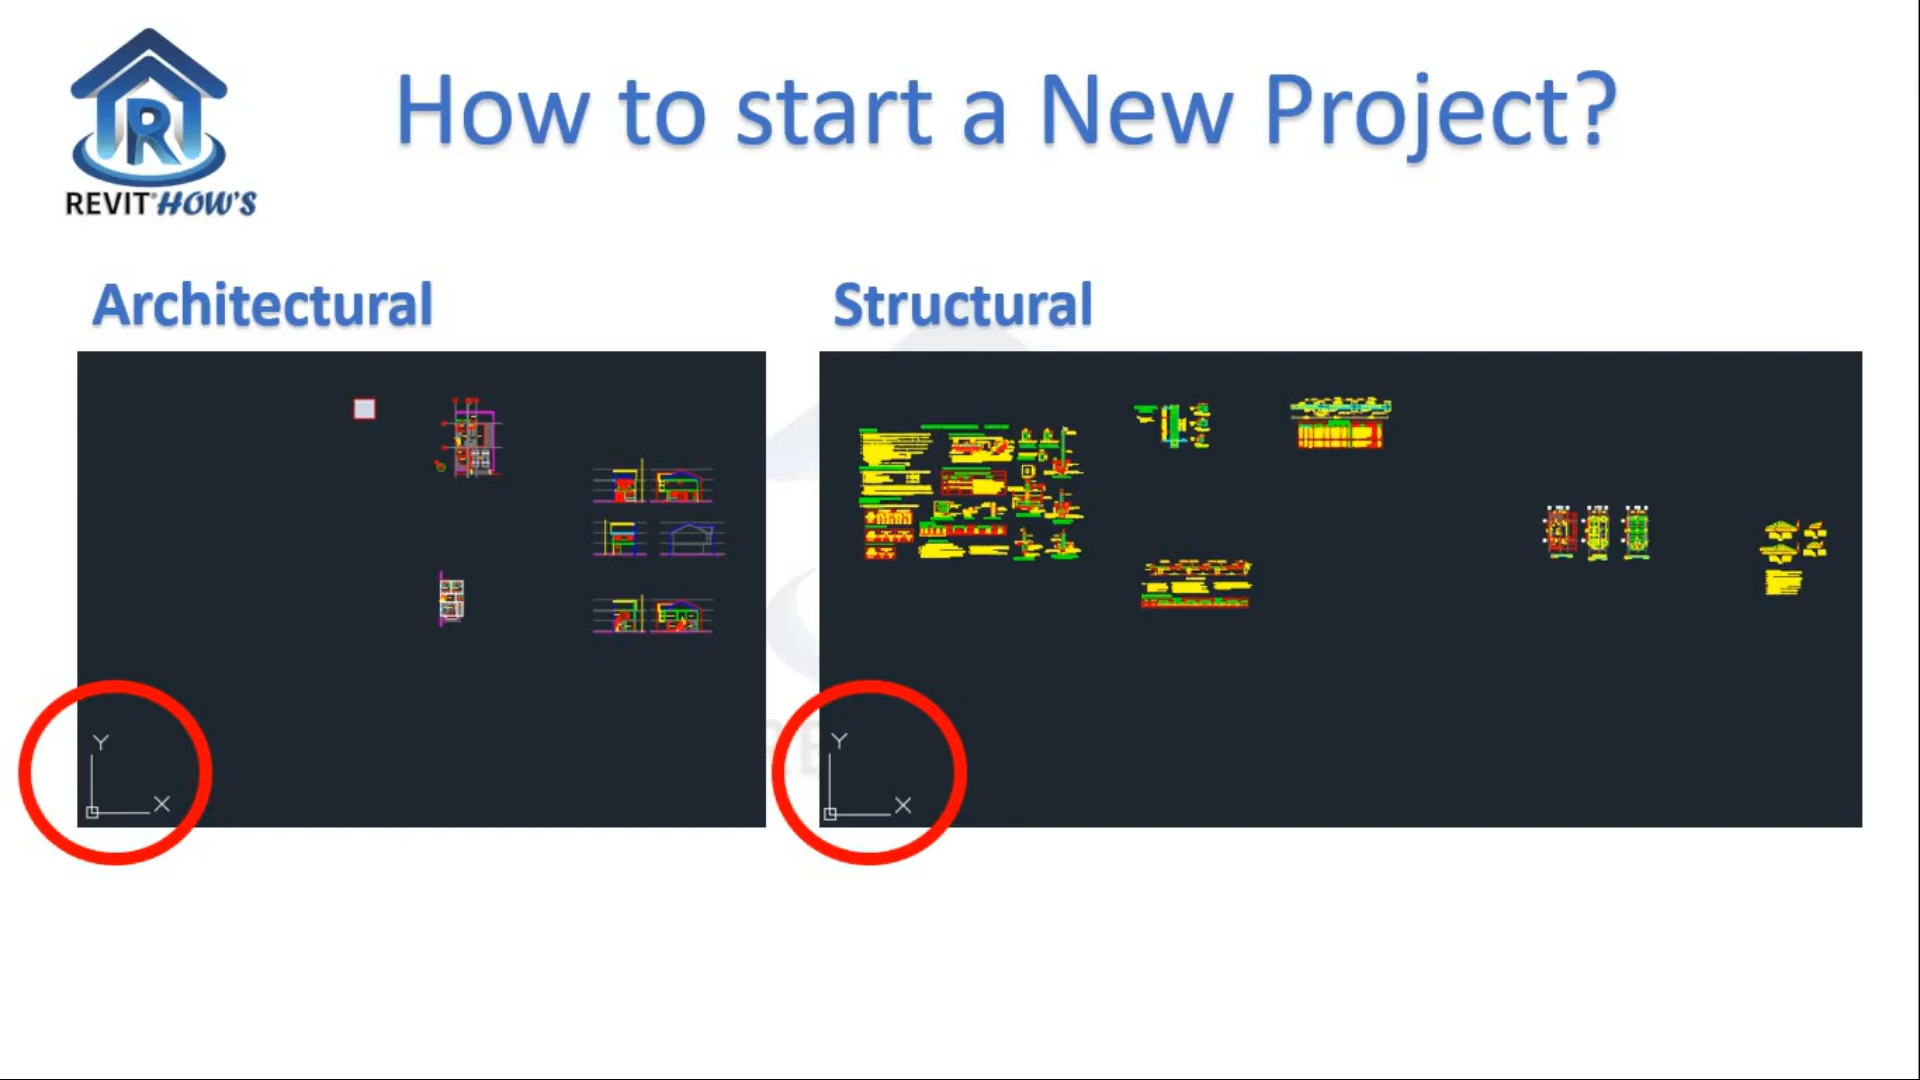 How to start a New Project?
REVIT HOW'S
Architectural
Structural
Y
X
Y
X